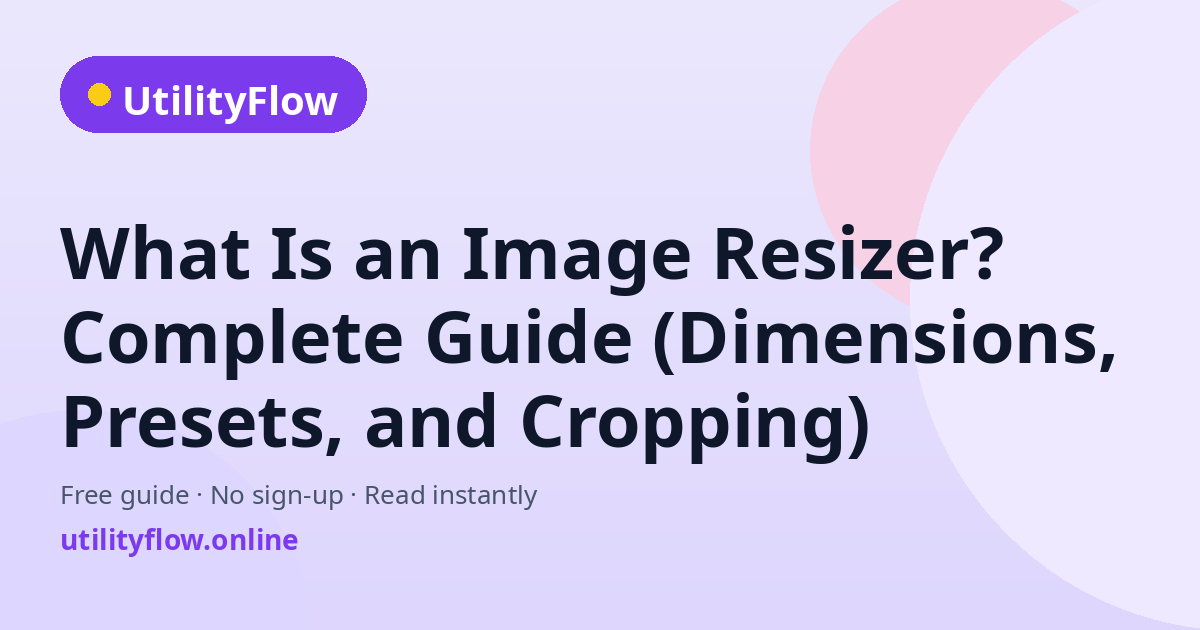 UtilityFlow
What Is an Image Resizer?
Complete Guide (Dimensions,
Presets, and Cropping)
Free guide · No sign-up · Read instantly
utilityflow.online